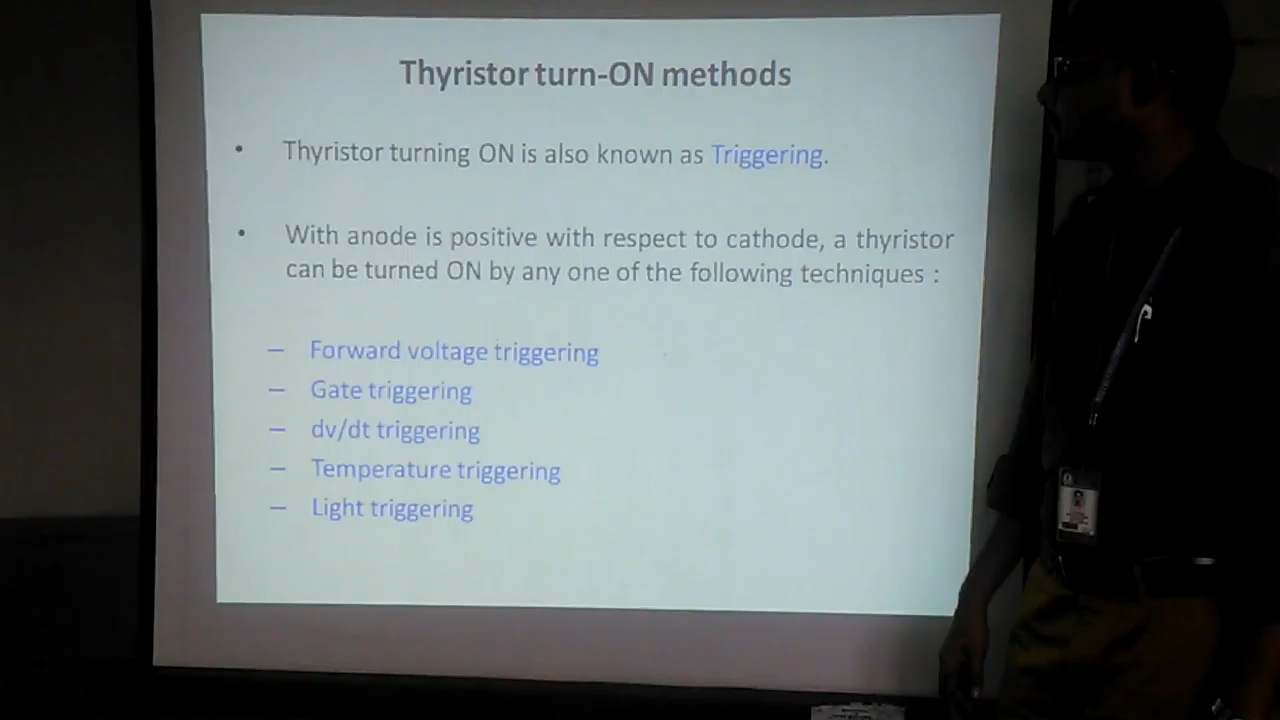 Thyristor turn-ON methods
• Thyristor turning ON is also known as Triggering.
• With anode is positive with respect to cathode, a thyristor
can be turned ON by any one of the following techniques :
– Forward voltage triggering
– Gate triggering
– dv/dt triggering
– Temperature triggering
– Light triggering